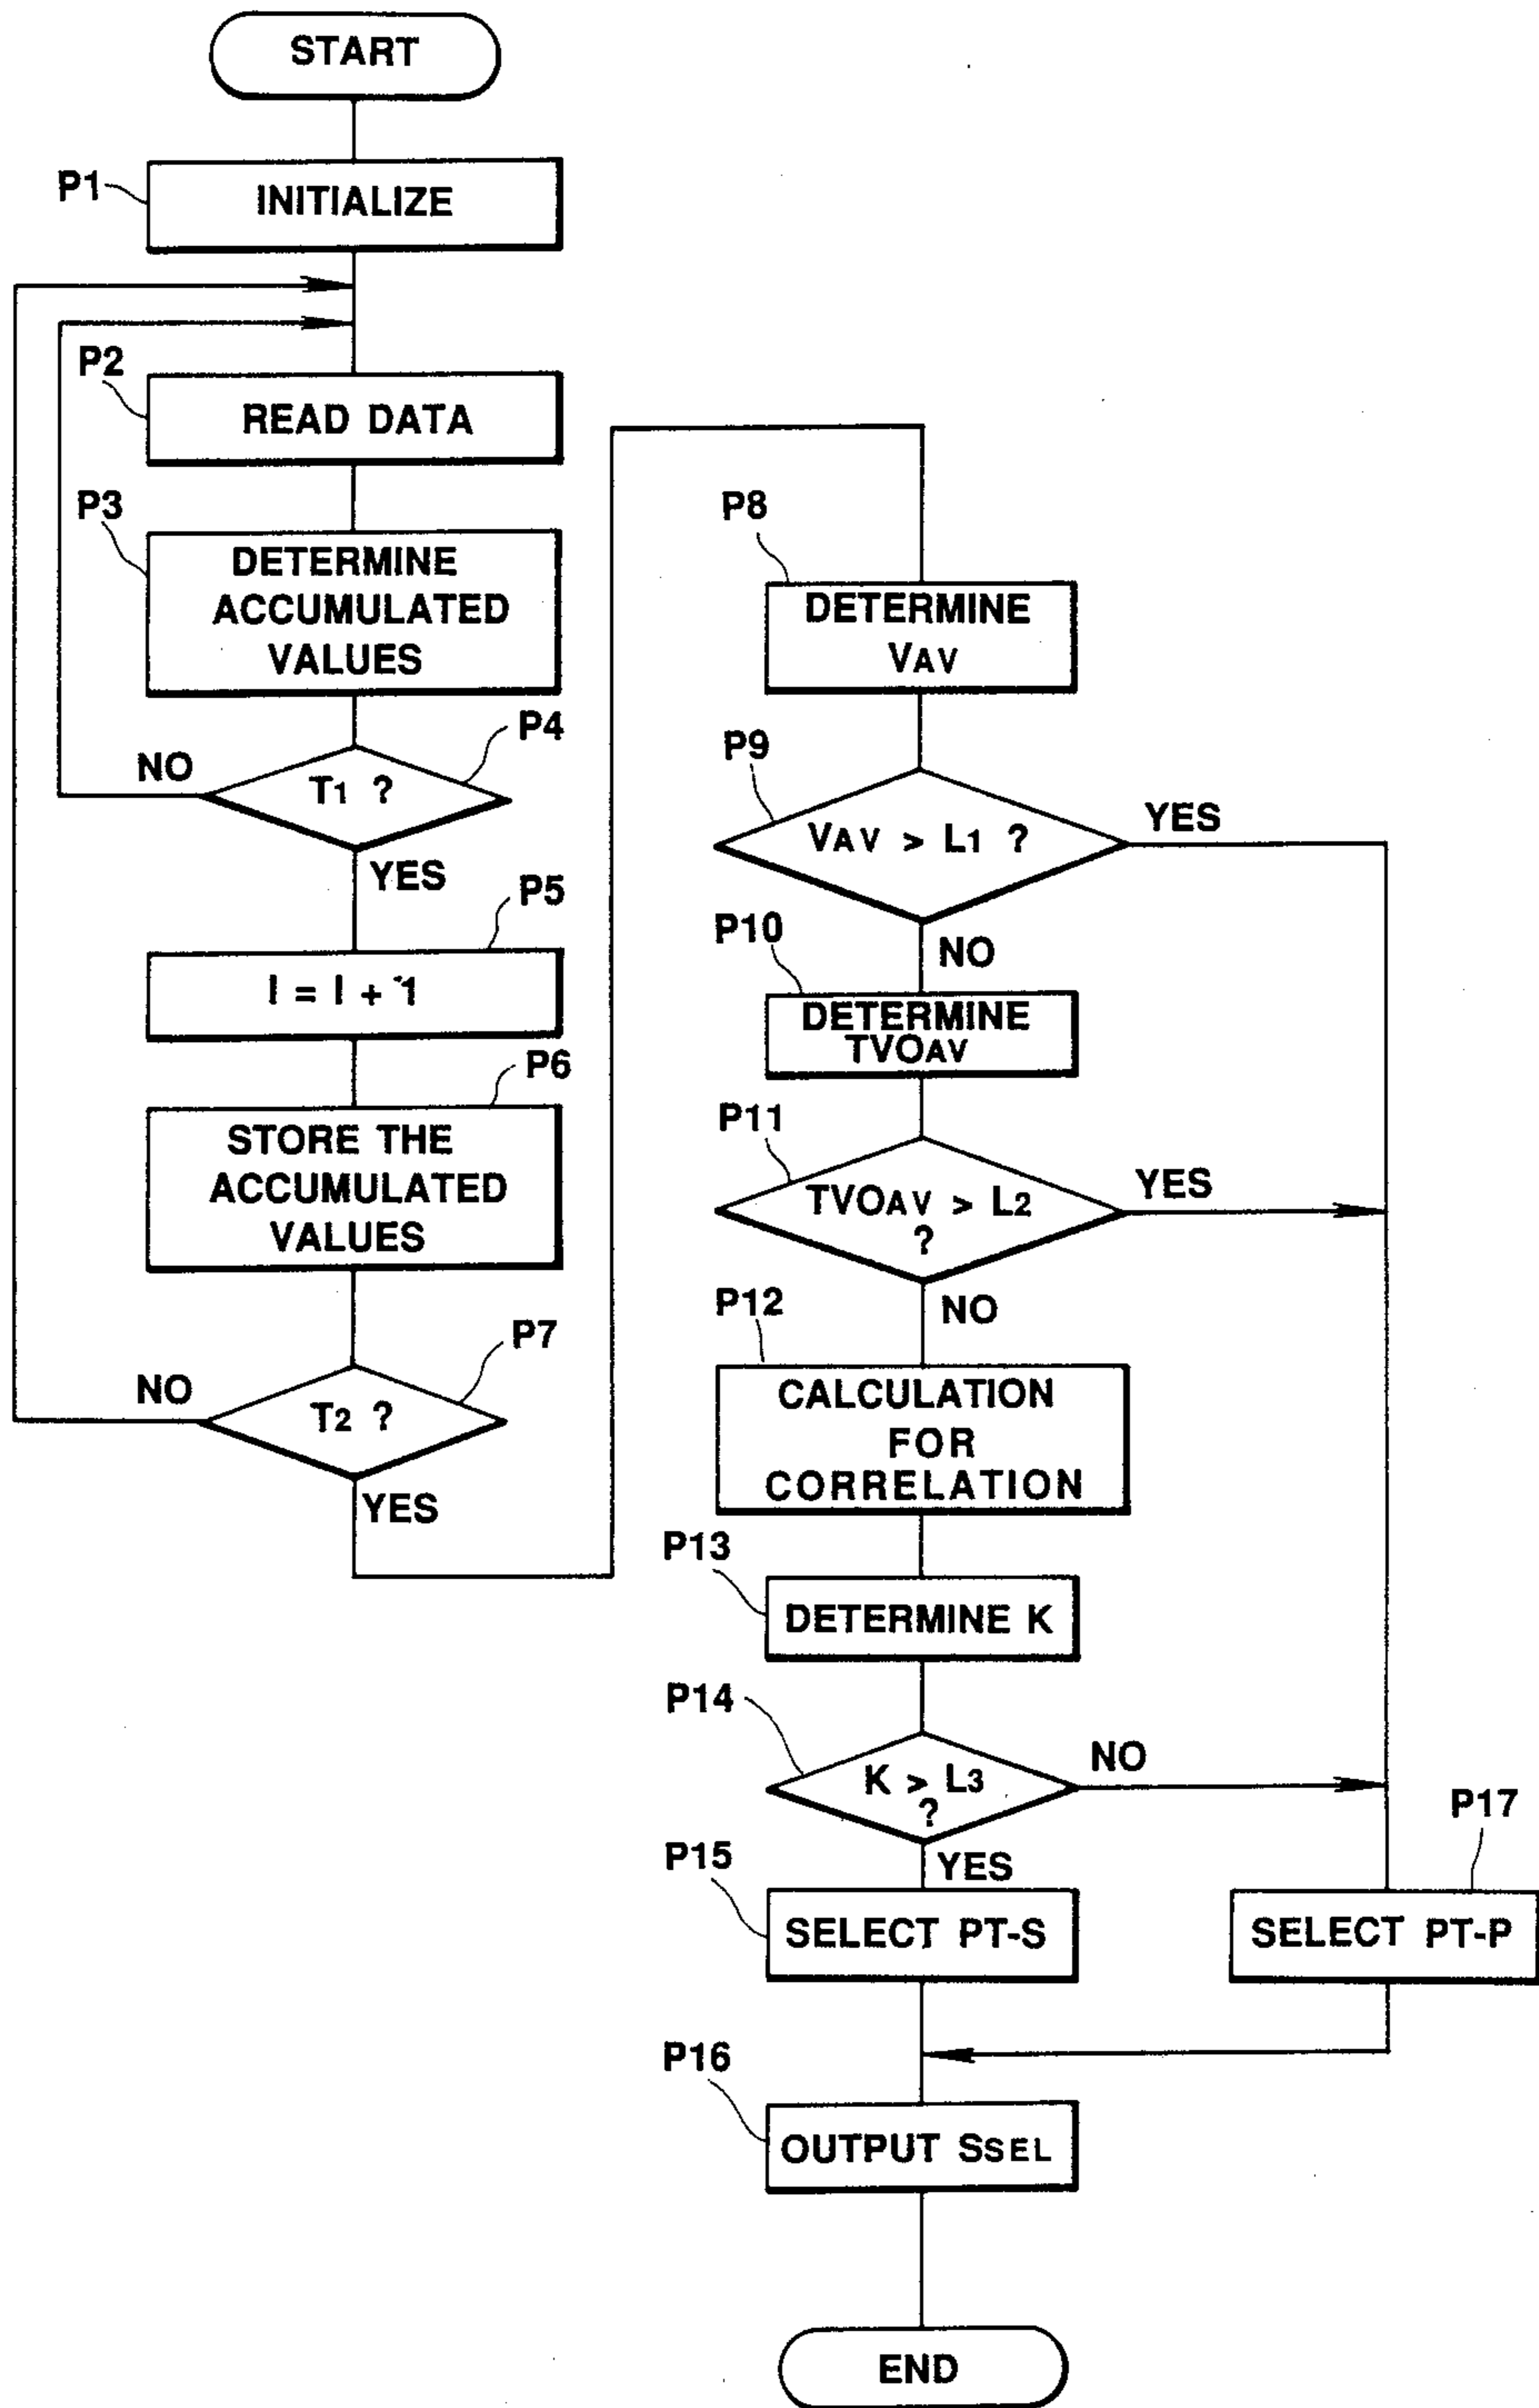 START
P1
INITIALIZE
P2
READ DATA
P3
DETERMINE
ACCUMULATED
VALUES
P4
NO
T1 ?
YES
P5
I = I + 1
P6
STORE THE
ACCUMULATED
VALUES
P7
NO
T2 ?
YES
P8
DETERMINE
VAV
P9
VAV > L1 ?
YES
NO
P10
DETERMINE
TVOAV
P11
TVOAV > L2
?
YES
NO
P12
CALCULATION
FOR
CORRELATION
P13
DETERMINE K
P14
K > L3
?
NO
YES
P15
SELECT PT-S
P17
SELECT PT-P
P16
OUTPUT SSEL
END